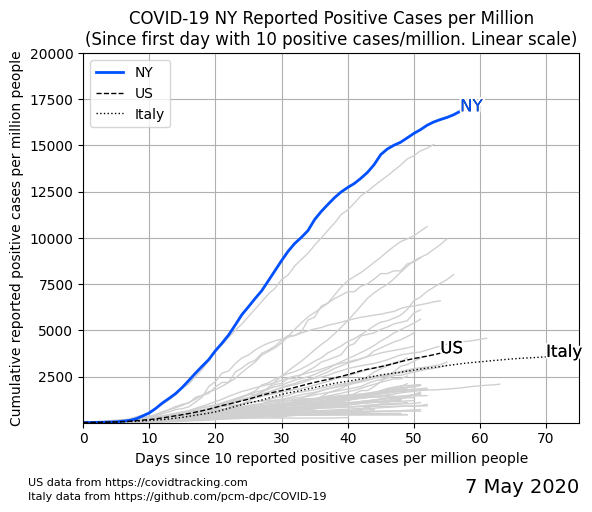 COVID-19 NY Reported Positive Cases per Million
(Since first day with 10 positive cases/million. Linear scale)
Cumulative reported positive cases per million people
20000
17500
15000
12500
10000
7500
5000
2500
NY
US
Italy
NY
US
Italy
0 10 20 30 40 50 60 70
Days since 10 reported positive cases per million people
US data from https://covidtracking.com
Italy data from https://github.com/pcm-dpc/COVID-19
7 May 2020